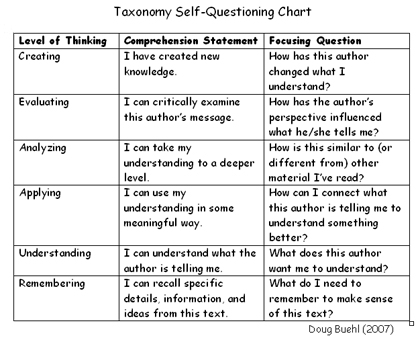 Taxonomy Self-Questioning Chart
Level of Thinking Comprehension Statement Focusing Question
Creating I have created new How has this author
knowledge. changed what I
understand?
Evaluating I can critically examine How has the author's
this author's message. perspective influenced
what he/she tells me?
Analyzing I can take my How is this similar to (or
understanding to a deeper different from) other
level. material I've read?
Applying I can use my How can I connect what
understanding in some this author is telling me to
meaningful way. understand something
better?
Understanding I can understand what the What does this author
author is telling me. want me to understand?
Remembering I can recall specific What do I need to
details, information, and remember to make sense
ideas from this text. of this text?
Doug Buehl (2007)